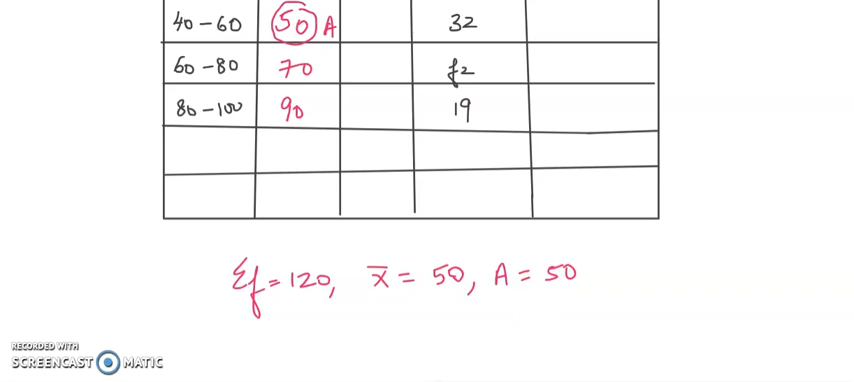 40-60 50 A 32
60-80 70 f2
80-100 90 19
Σf = 120, x̄ = 50, A = 50
RECORDED WITH
SCREENCAST MATIC